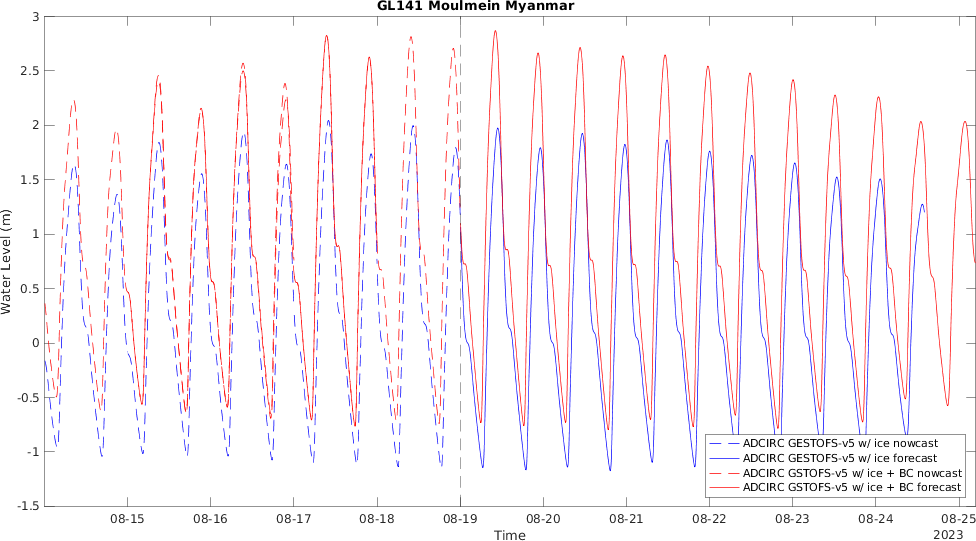 GL141 Moulmein Myanmar
3
2.5
2
1.5
1
0.5
0
-0.5
-1
-1.5
Water Level (m)
ADCIRC GESTOFS-v5 w/ ice nowcast
ADCIRC GESTOFS-v5 w/ ice forecast
ADCIRC GSTOFS-v5 w/ ice + BC nowcast
ADCIRC GSTOFS-v5 w/ ice + BC forecast
08-15 08-16 08-17 08-18 08-19 08-20 08-21 08-22 08-23 08-24 08-25
Time
2023